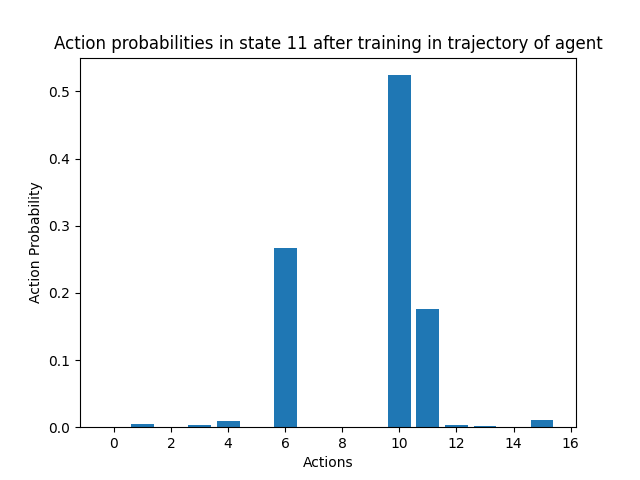 Action probabilities in state 11 after training in trajectory of agent
0.5
0.4
0.3
0.2
0.1
0.0
Action Probability
0 2 4 6 8 10 12 14 16
Actions